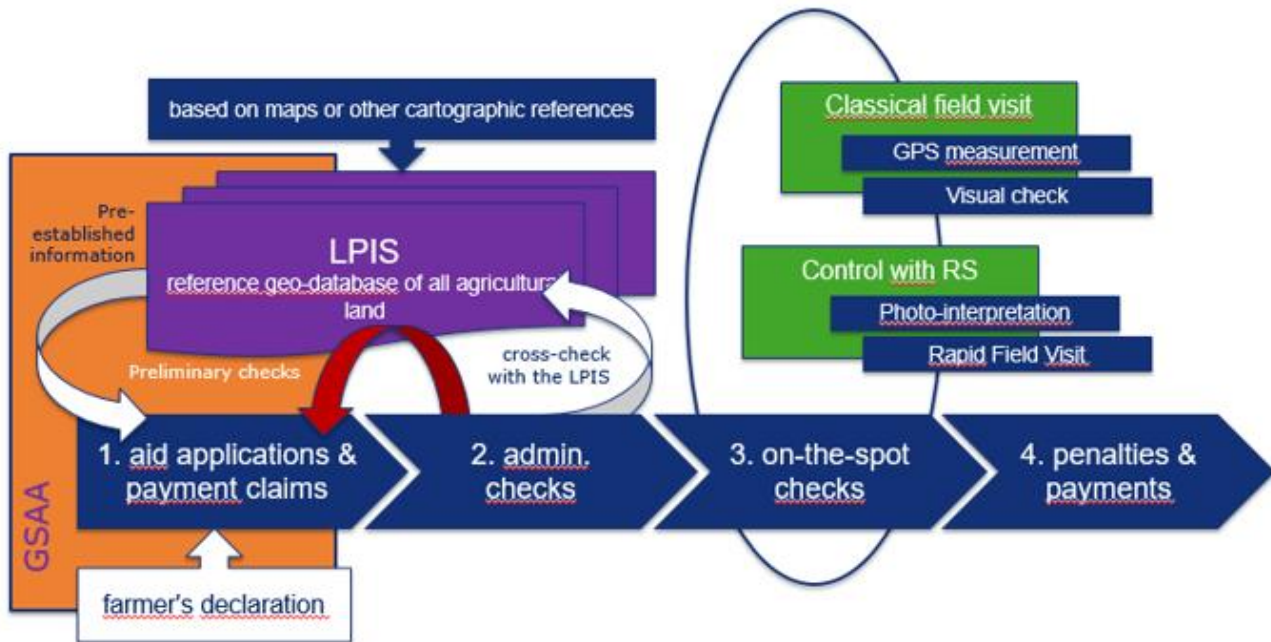 based on maps or other cartographic references
Pre-
established
information
LPIS
reference geo-database of all agricultural
land
Preliminary checks
cross-check
with the LPIS
Classical field visit
GPS measurement
Visual check
Control with RS
Photo-interpretation
Rapid Field Visit
GSAA
1. aid applications &
payment claims
2. admin.
checks
3. on-the-spot
checks
4. penalties &
payments
farmer's declaration